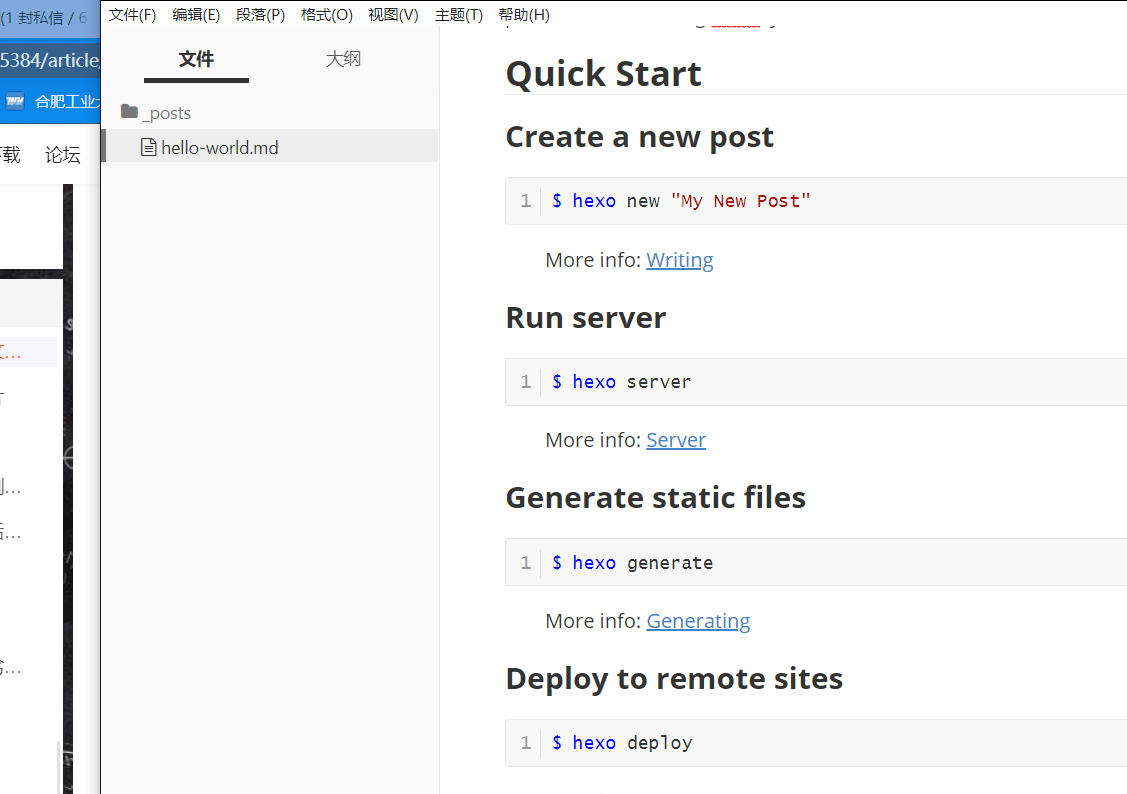 (1 封私信 / 6
文件(F) 编辑(E) 段落(P) 格式(O) 视图(V) 主题(T) 帮助(H)
5384/article/
合肥工业大
下载 论坛
文件 大纲
_posts
hello-world.md
Quick Start
Create a new post
1 $ hexo new "My New Post"
More info: Writing
Run server
1 $ hexo server
More info: Server
Generate static files
1 $ hexo generate
More info: Generating
Deploy to remote sites
1 $ hexo deploy